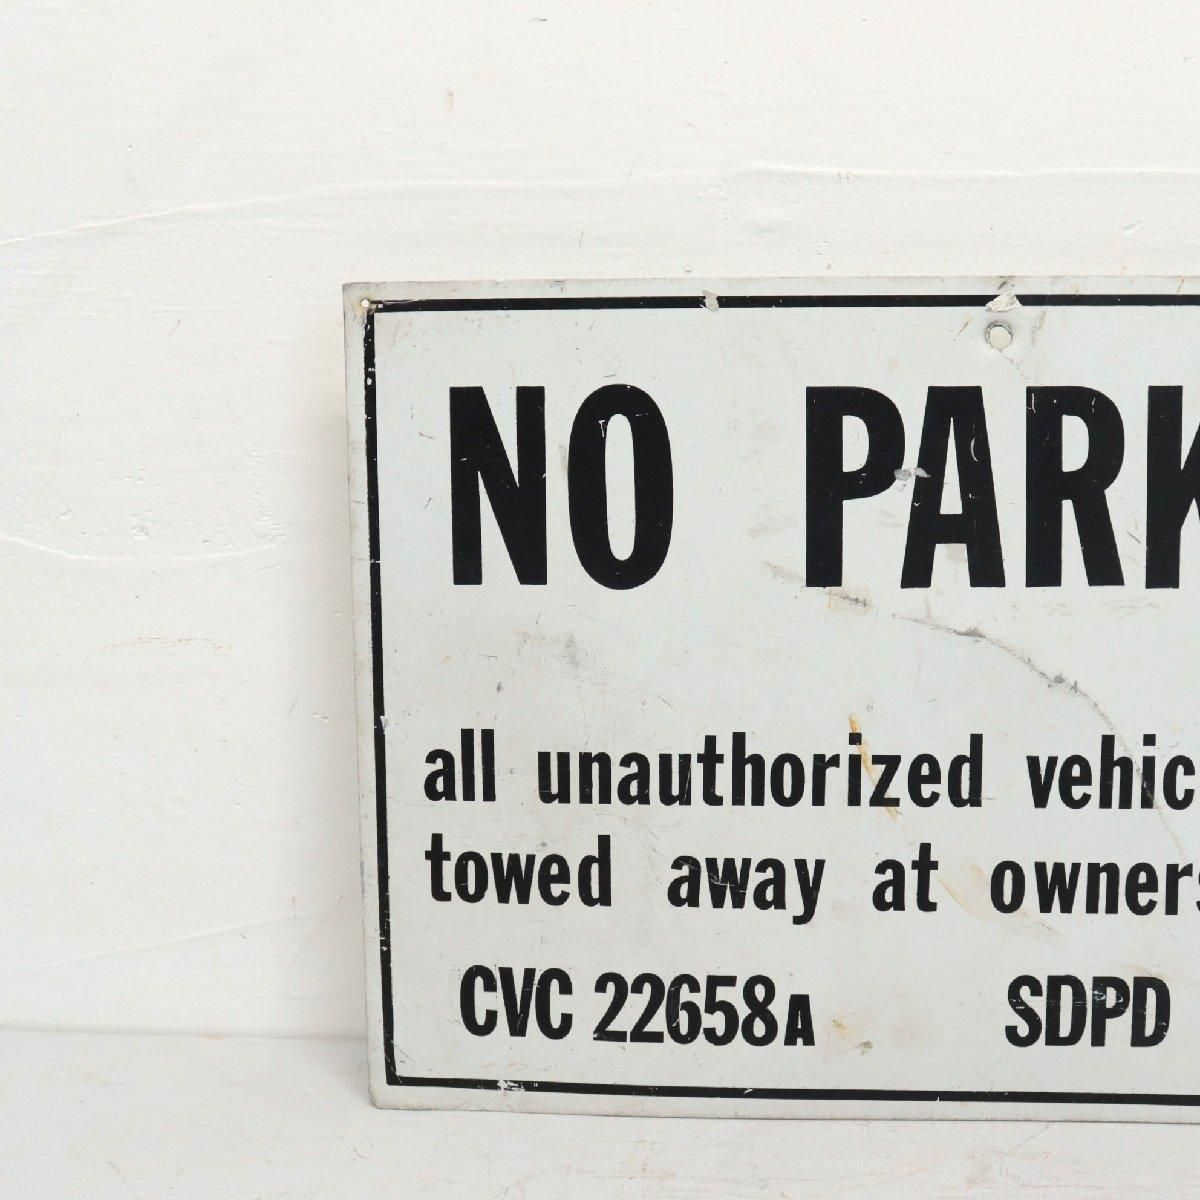 NO PARK
all unauthorized vehic
towed away at owners
CVC 22658A SDPD